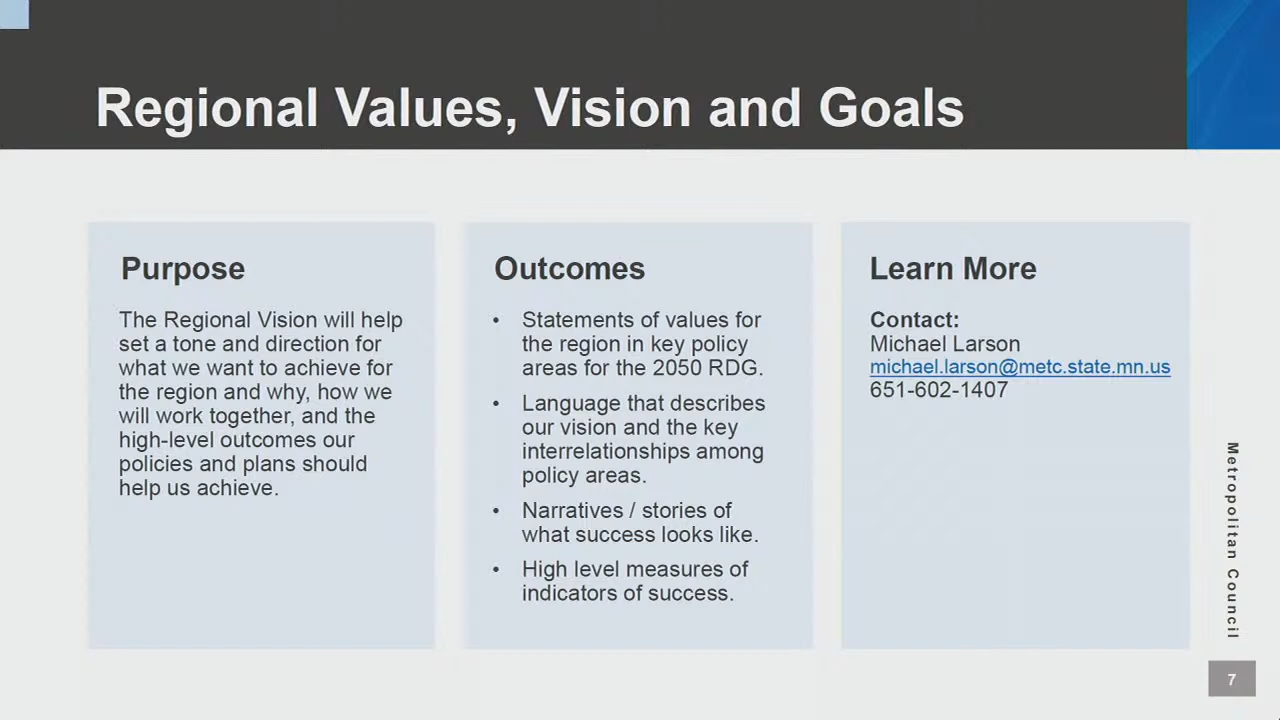 Regional Values, Vision and Goals
Purpose
The Regional Vision will help
set a tone and direction for
what we want to achieve for
the region and why, how we
will work together, and the
high-level outcomes our
policies and plans should
help us achieve.
Outcomes
• Statements of values for
the region in key policy
areas for the 2050 RDG.
• Language that describes
our vision and the key
interrelationships among
policy areas.
• Narratives / stories of
what success looks like.
• High level measures of
indicators of success.
Learn More
Contact:
Michael Larson
michael.larson@metc.state.mn.us
651-602-1407
Metropolitan Council
7